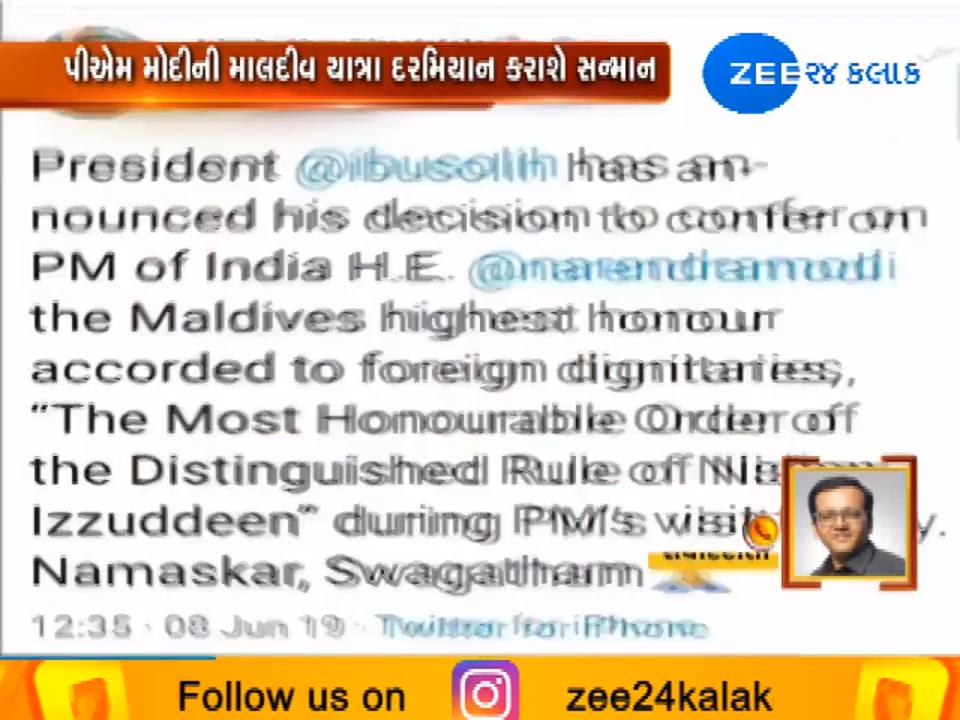 પીએમ મોદીની માલદીવ યાત્રા દરમિયાન કરાશે સન્માન
ZEE ૨૪ કલાક
President @ibusolih has an-
nounced his decision to confer on
PM of India H.E. @narendramodi
the Maldives highest honour
accorded to foreign dignitaries,
“The Most Honourable Order of
the Distinguished Rule of
Izzuddeen” during PM's visit
Namaskar, Swagatham
12:35 · 08 Jun 19 · Twitter for iPhone
Follow us on zee24kalak